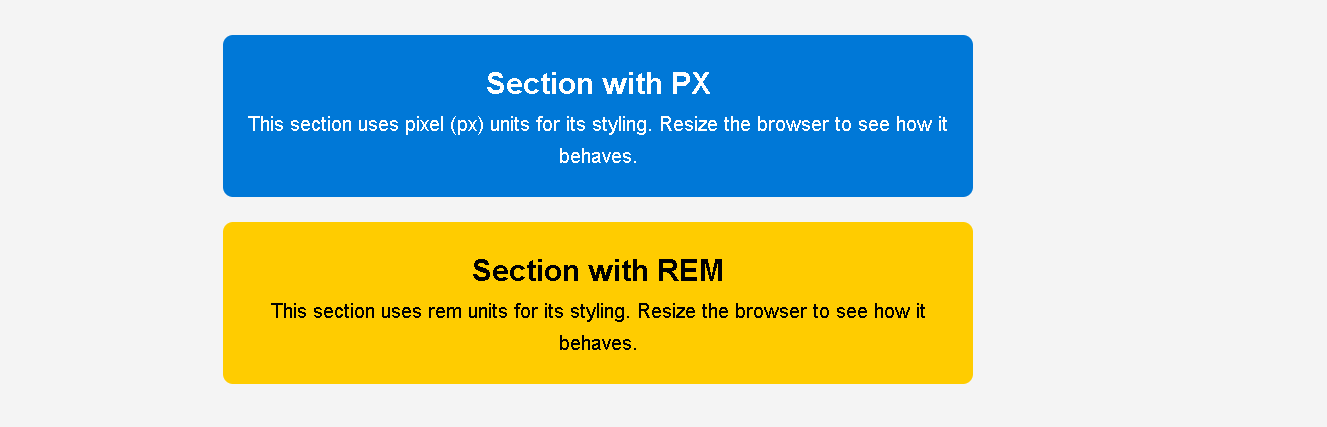 Section with PX
This section uses pixel (px) units for its styling. Resize the browser to see how it
behaves.
Section with REM
This section uses rem units for its styling. Resize the browser to see how it
behaves.